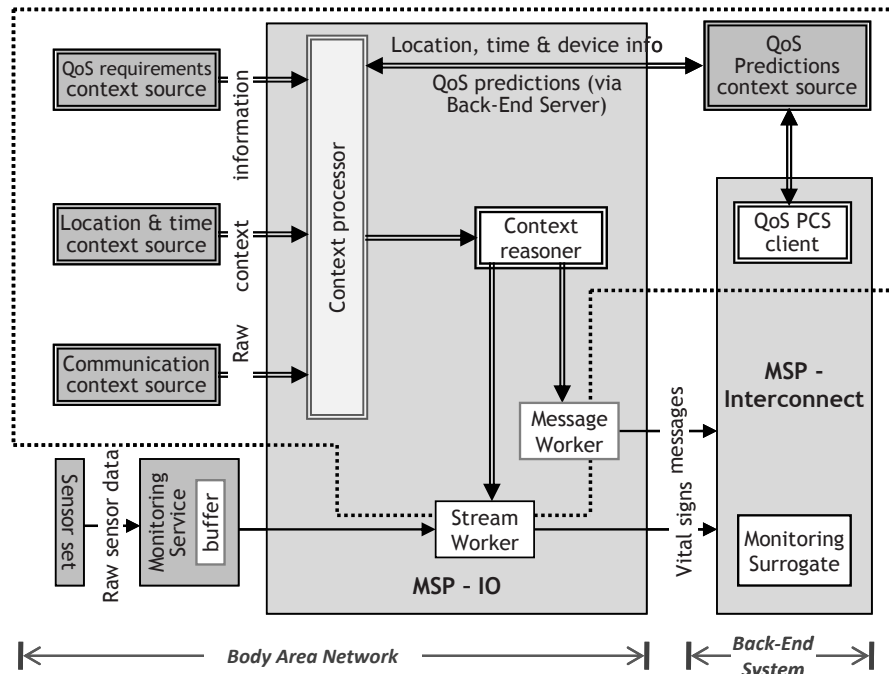 QoS requirements
context source
information
Location, time & device info
QoS predictions (via
Back-End Server)
QoS
Predictions
context source
Context processor
Location & time
context source
context
Context
reasoner
QoS PCS
client
Communication
context source
Raw
MSP -
Interconnect
Message
Worker
messages
Sensor set
Raw sensor data
Monitoring
Service
buffer
Stream
Worker
Vital signs
Monitoring
Surrogate
MSP - IO
Body Area Network
Back-End
System